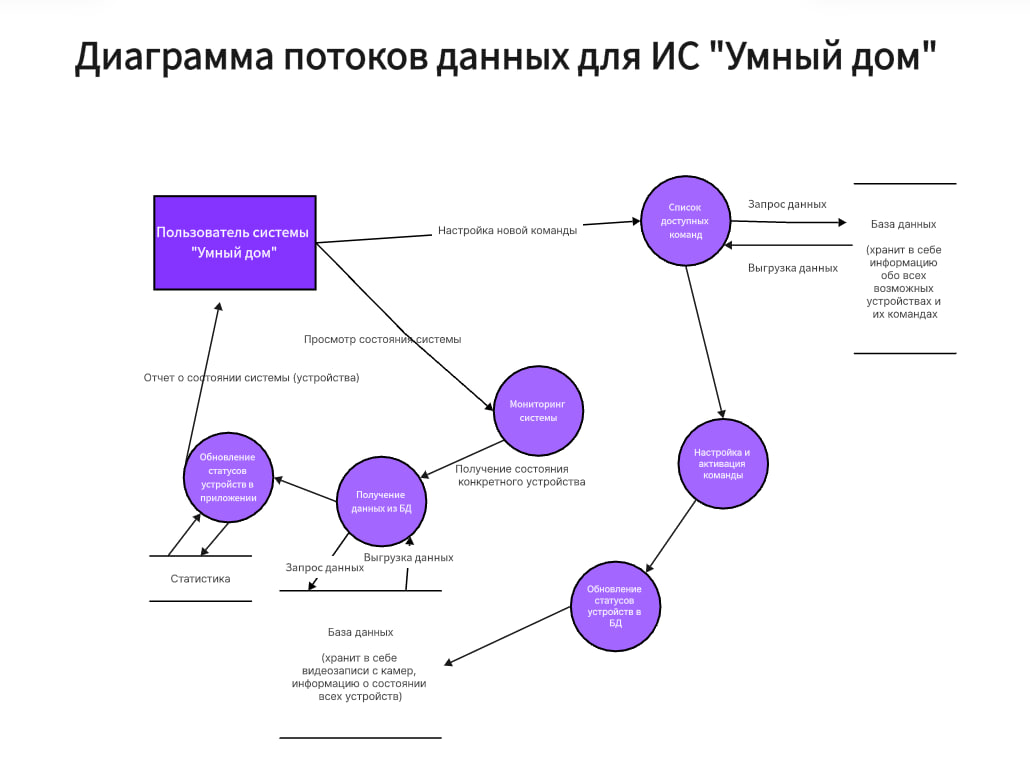 Диаграмма потоков данных для ИС "Умный дом"
Пользователь системы
"Умный дом"
Настройка новой команды
Список
доступных
команд
Запрос данных
Выгрузка данных
База данных
(хранит в себе
информацию
обо всех
возможных
устройствах и
их командах
Просмотр состояния системы
Отчет о состоянии системы (устройства)
Мониторинг
системы
Получение состояния
конкретного устройства
Настройка и
активация
команды
Обновление
статусов
устройств в
приложении
Получение
данных из БД
Запрос данных
Выгрузка данных
Статистика
Обновление
статусов
устройств в
БД
База данных
(хранит в себе
видеозаписи с камер,
информацию о состоянии
всех устройств)